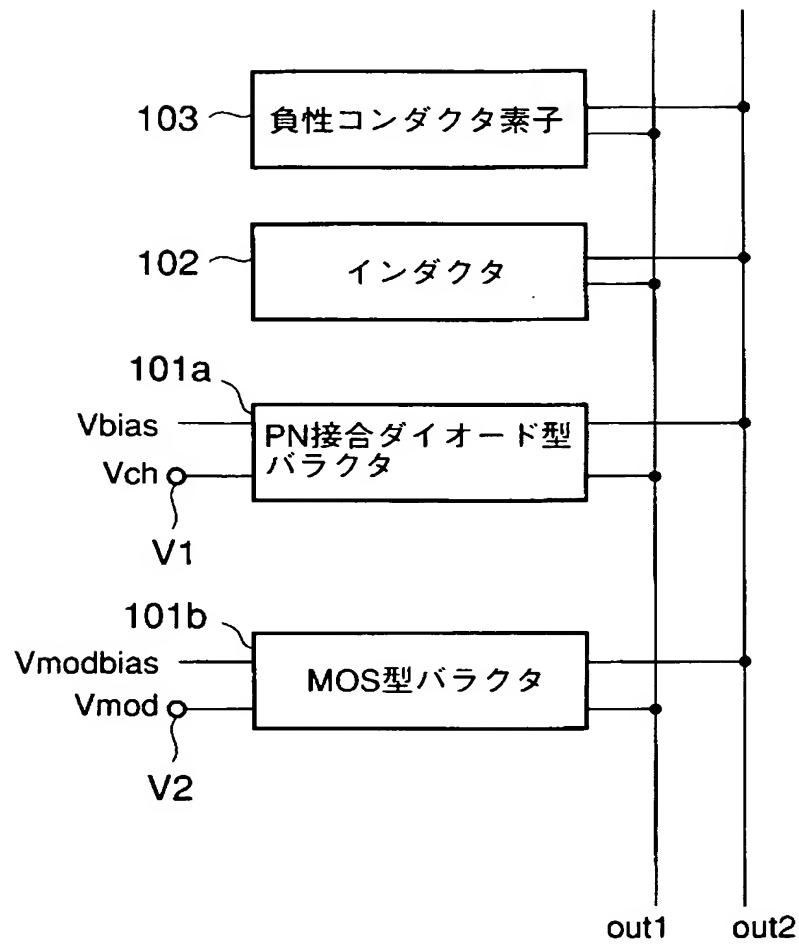 103
負性コンダクタ素子
102
インダクタ
101a
Vbias
PN接合ダイオード型
バラクタ
Vch
V1
101b
Vmodbias
MOS型バラクタ
Vmod
V2
out1
out2